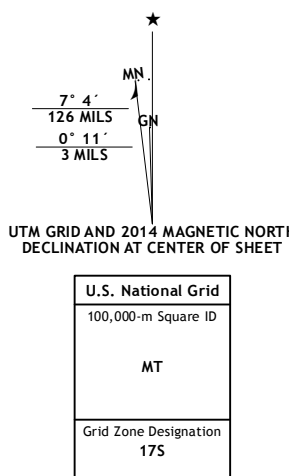 ★
MN
7° 4´
126 MILS
GN
0° 11´
3 MILS
UTM GRID AND 2014 MAGNETIC NORTH
DECLINATION AT CENTER OF SHEET
U.S. National Grid
100,000-m Square ID
MT
Grid Zone Designation
17S